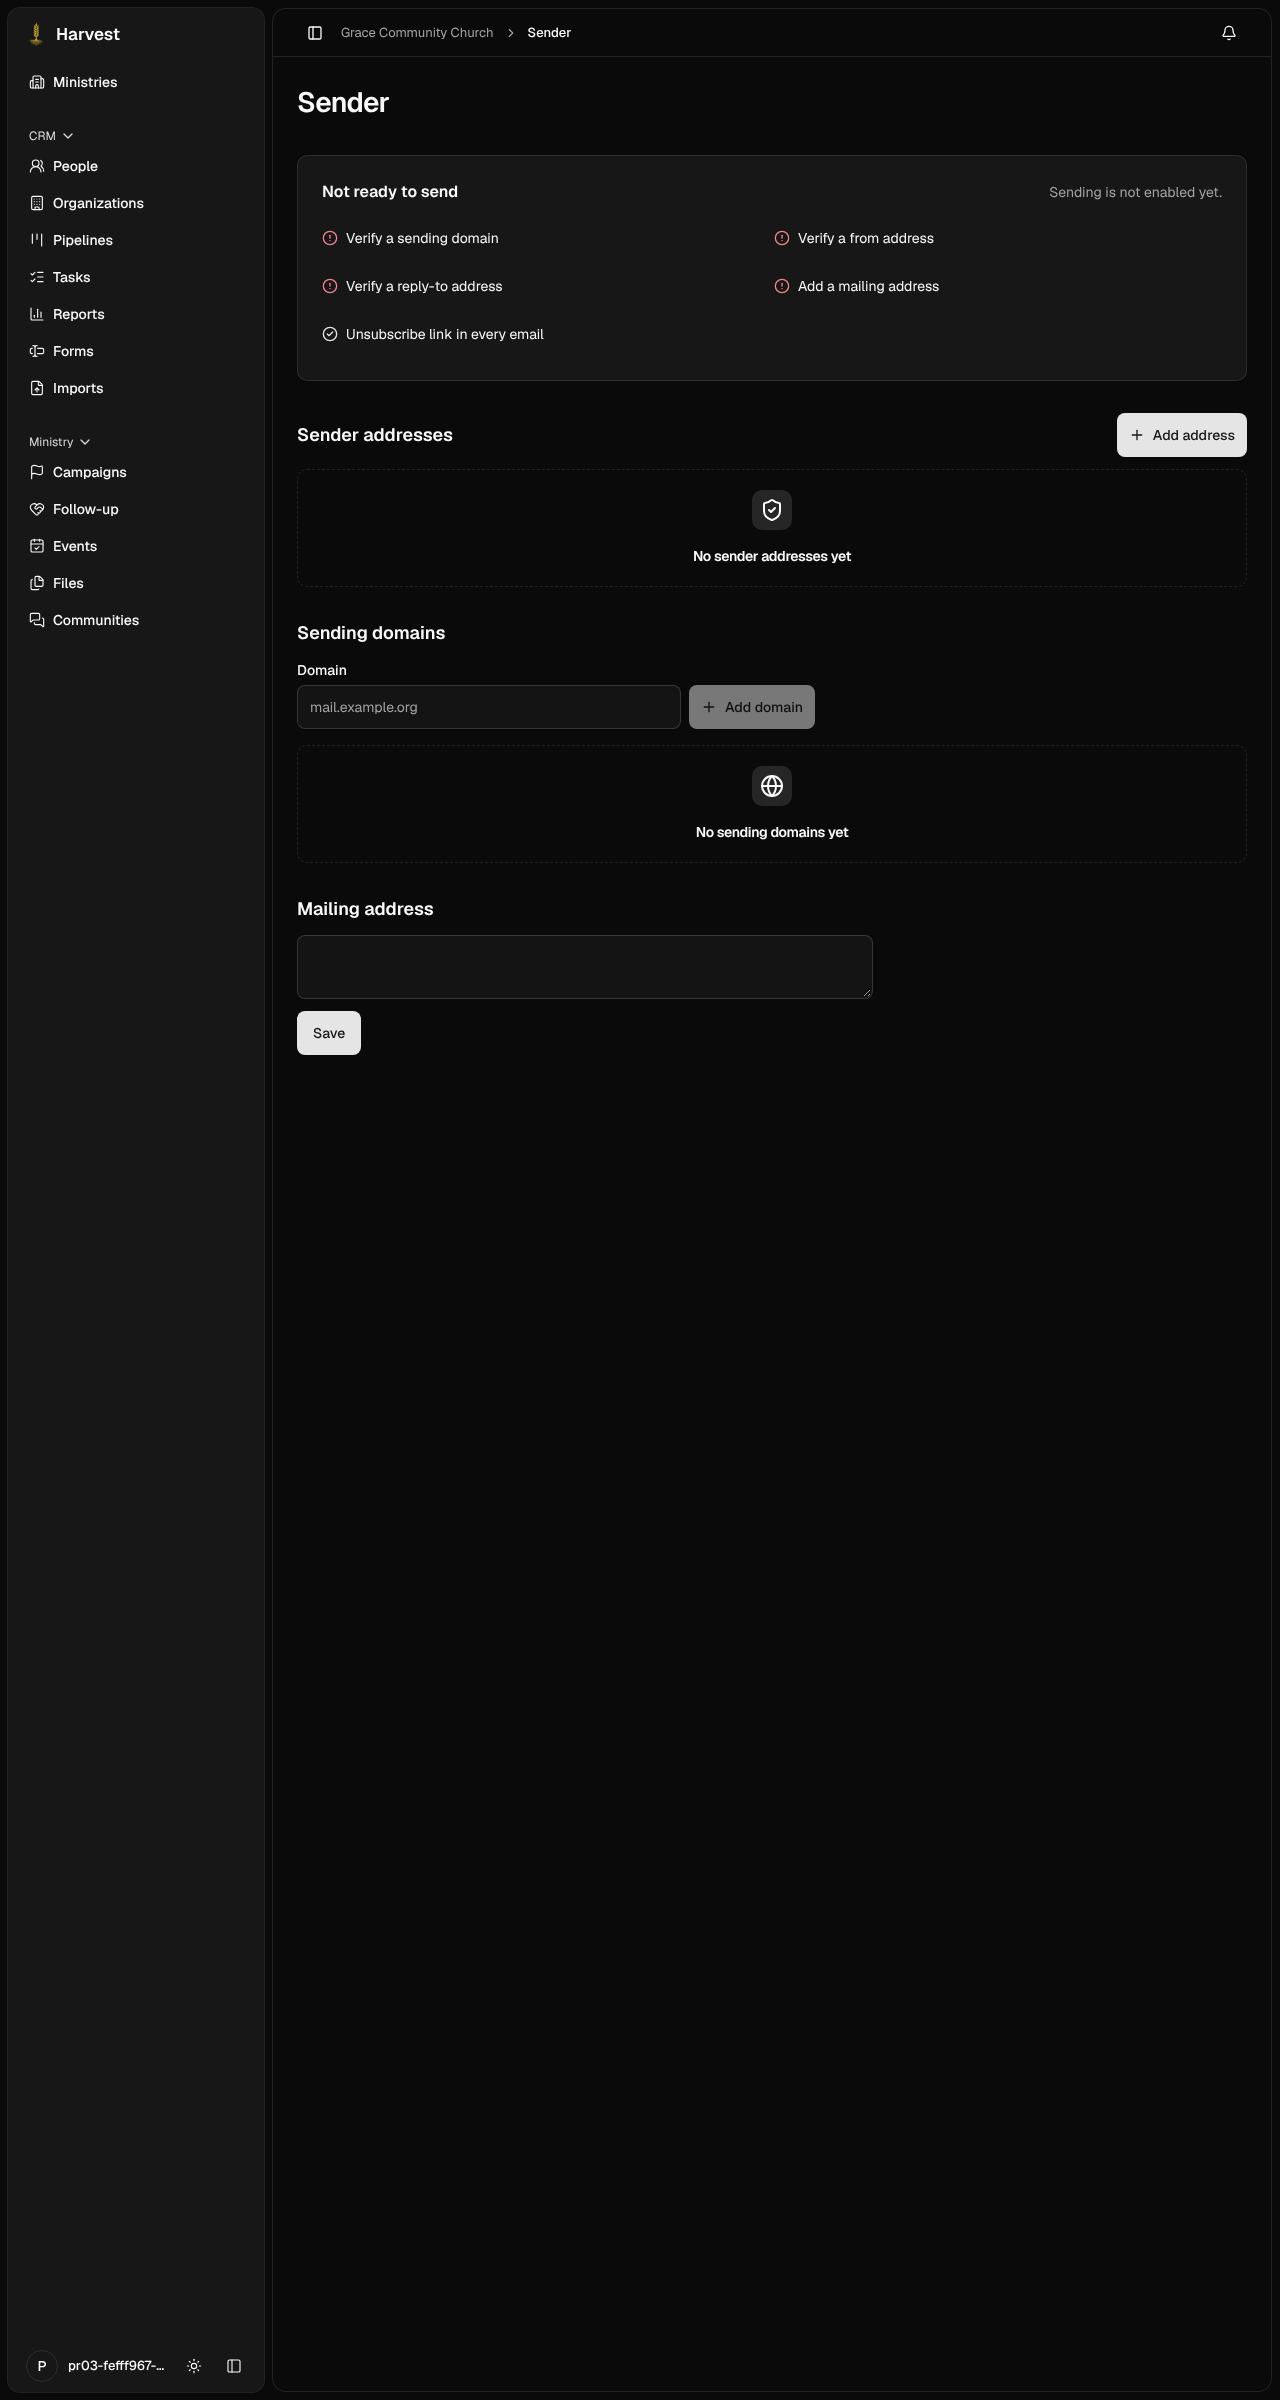 Harvest
Ministries
CRM
People
Organizations
Pipelines
Tasks
Reports
Forms
Imports
Ministry
Campaigns
Follow-up
Events
Files
Communities
P
pr03-fefff967-...
Grace Community Church
Sender
Sender
Not ready to send
Sending is not enabled yet.
Verify a sending domain
Verify a from address
Verify a reply-to address
Add a mailing address
Unsubscribe link in every email
Sender addresses
Add address
No sender addresses yet
Sending domains
Domain
mail.example.org
Add domain
No sending domains yet
Mailing address
Save